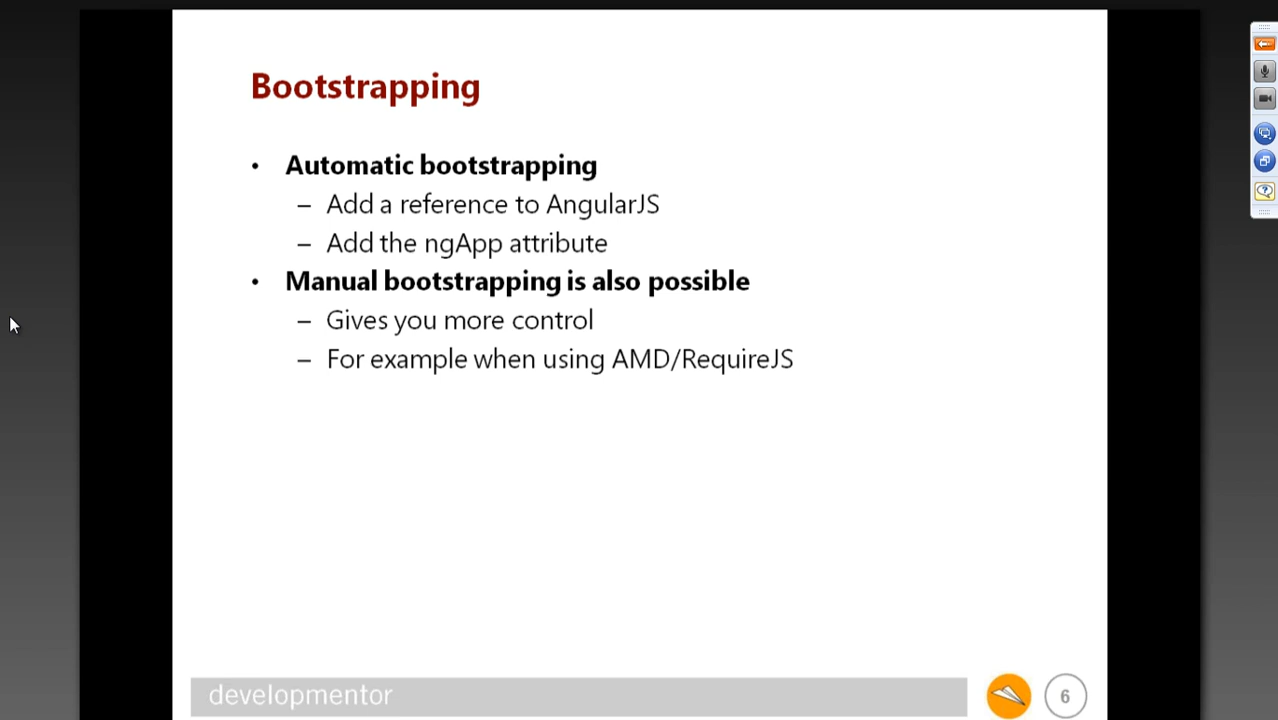 Bootstrapping
• Automatic bootstrapping
– Add a reference to AngularJS
– Add the ngApp attribute
• Manual bootstrapping is also possible
– Gives you more control
– For example when using AMD/RequireJS
developmentor
6